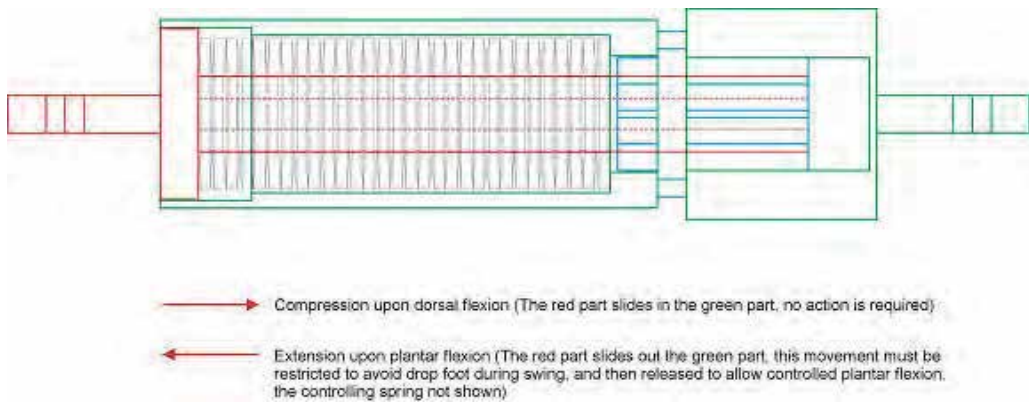 Compression upon dorsal flexion (The red part slides in the green part, no action is required)
Extension upon plantar flexion (The red part slides out the green part, this movement must be
restricted to avoid drop foot during swing, and then released to allow controlled plantar flexion,
the controlling spring not shown)